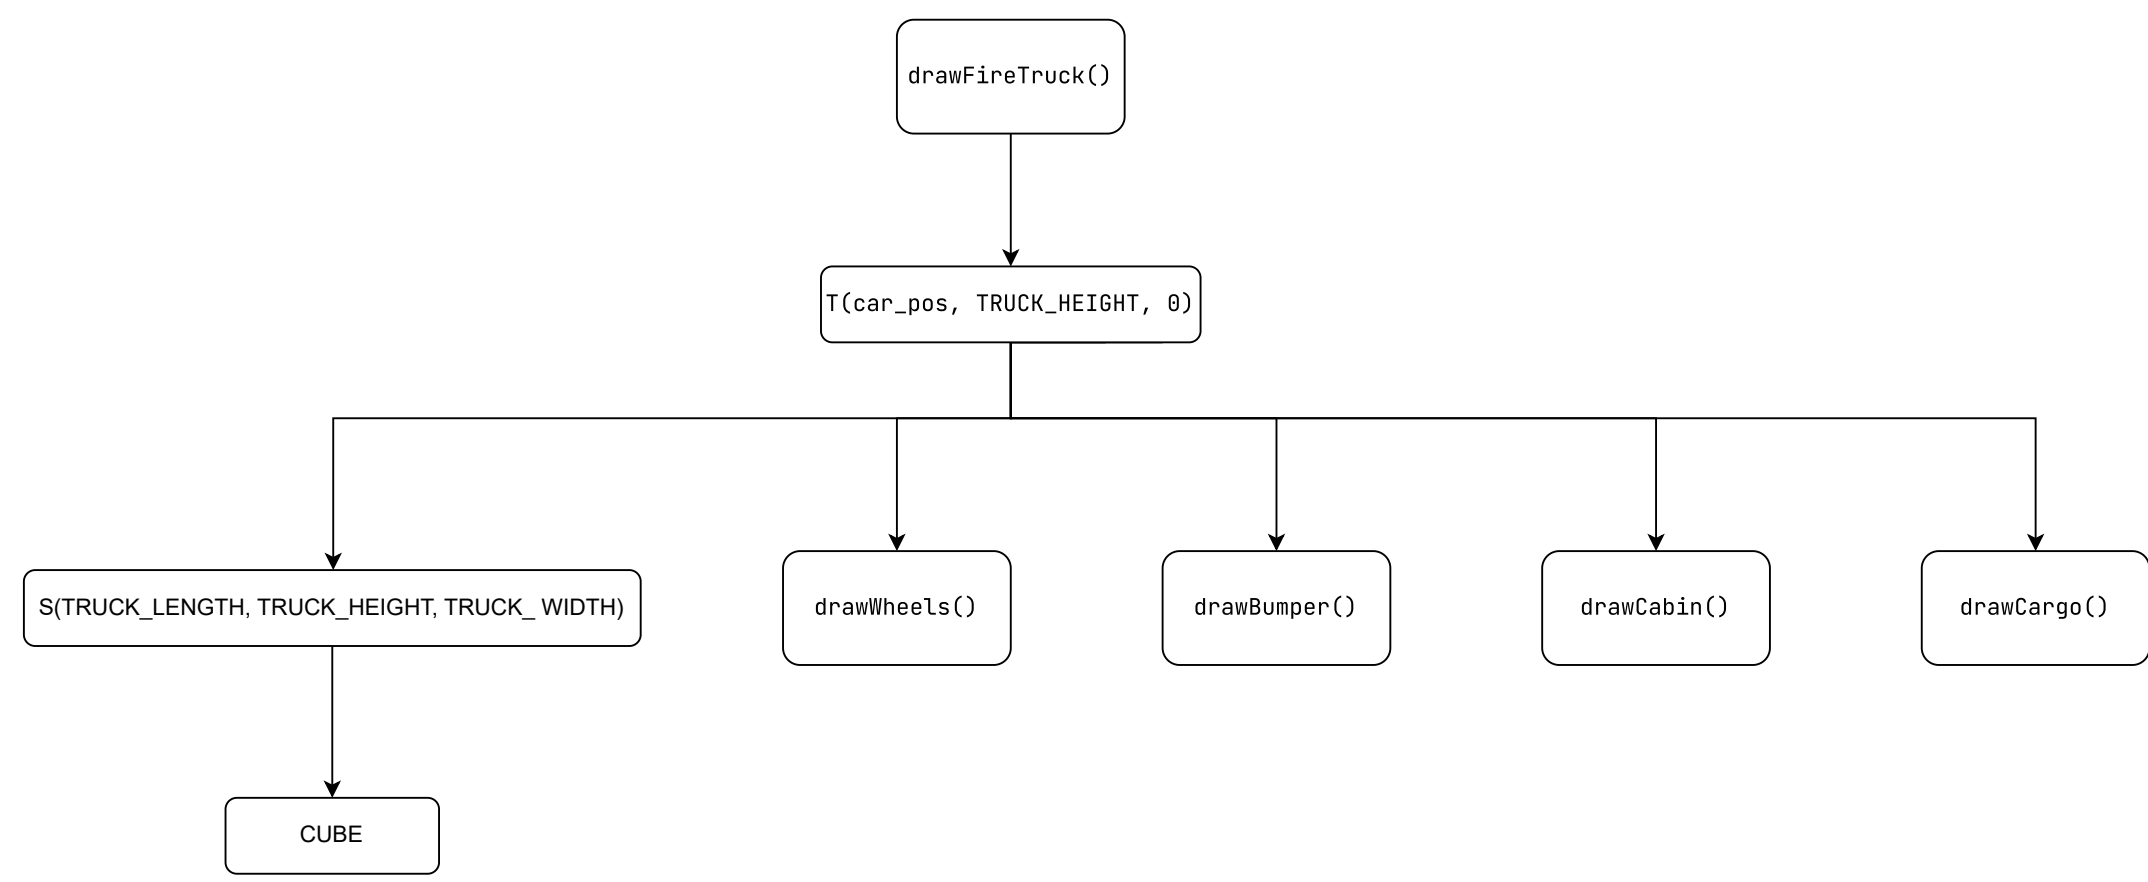 drawFireTruck()
T(car_pos, TRUCK_HEIGHT, 0)
S(TRUCK_LENGTH, TRUCK_HEIGHT, TRUCK_ WIDTH)
drawWheels()
drawBumper()
drawCabin()
drawCargo()
CUBE